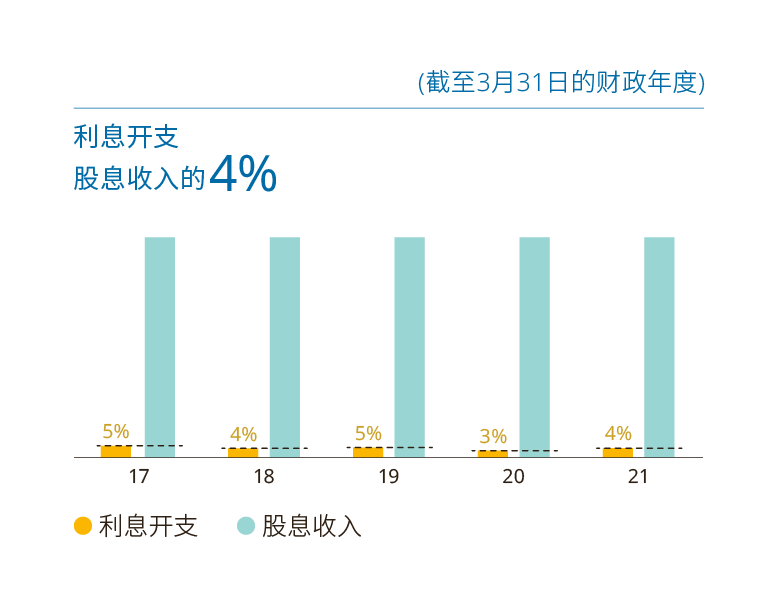 (截至3月31日的财政年度)
利息开支
股息收入的4%
5% 4% 5% 3% 4%
17 18 19 20 21
利息开支 股息收入